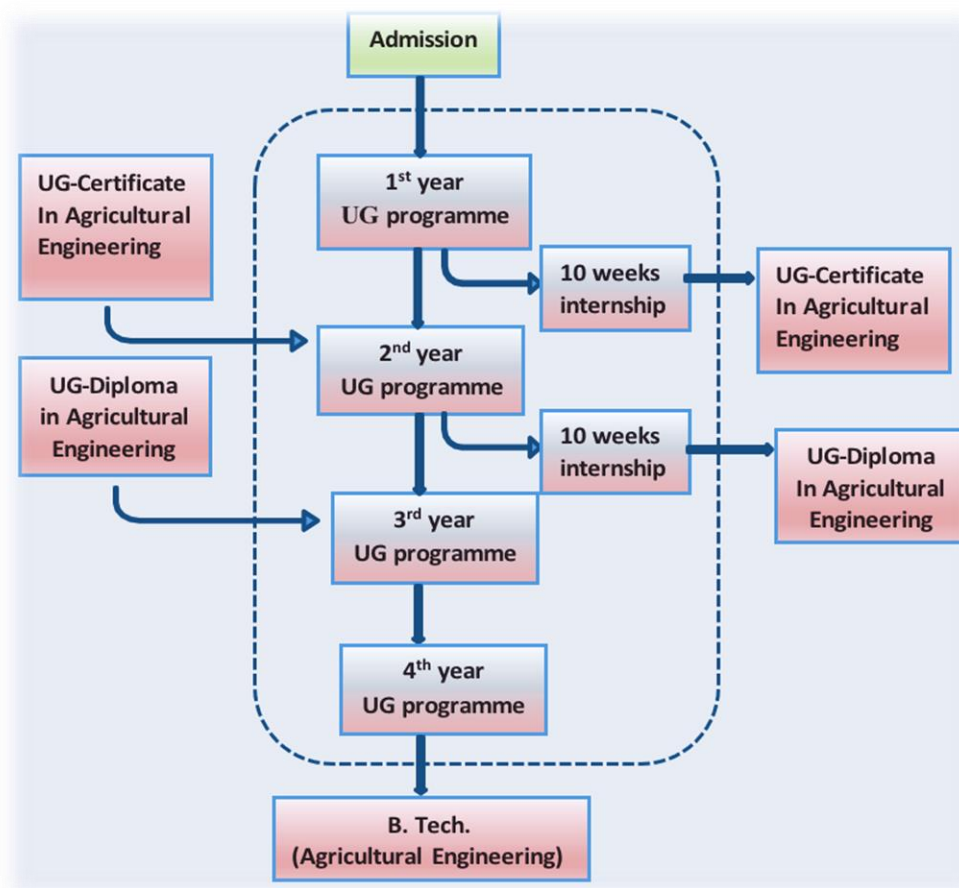 Admission
1st year
UG programme
UG-Certificate
In Agricultural
Engineering
10 weeks
internship
UG-Certificate
In Agricultural
Engineering
2nd year
UG programme
UG-Diploma
in Agricultural
Engineering
10 weeks
internship
UG-Diploma
In Agricultural
Engineering
3rd year
UG programme
4th year
UG programme
B. Tech.
(Agricultural Engineering)